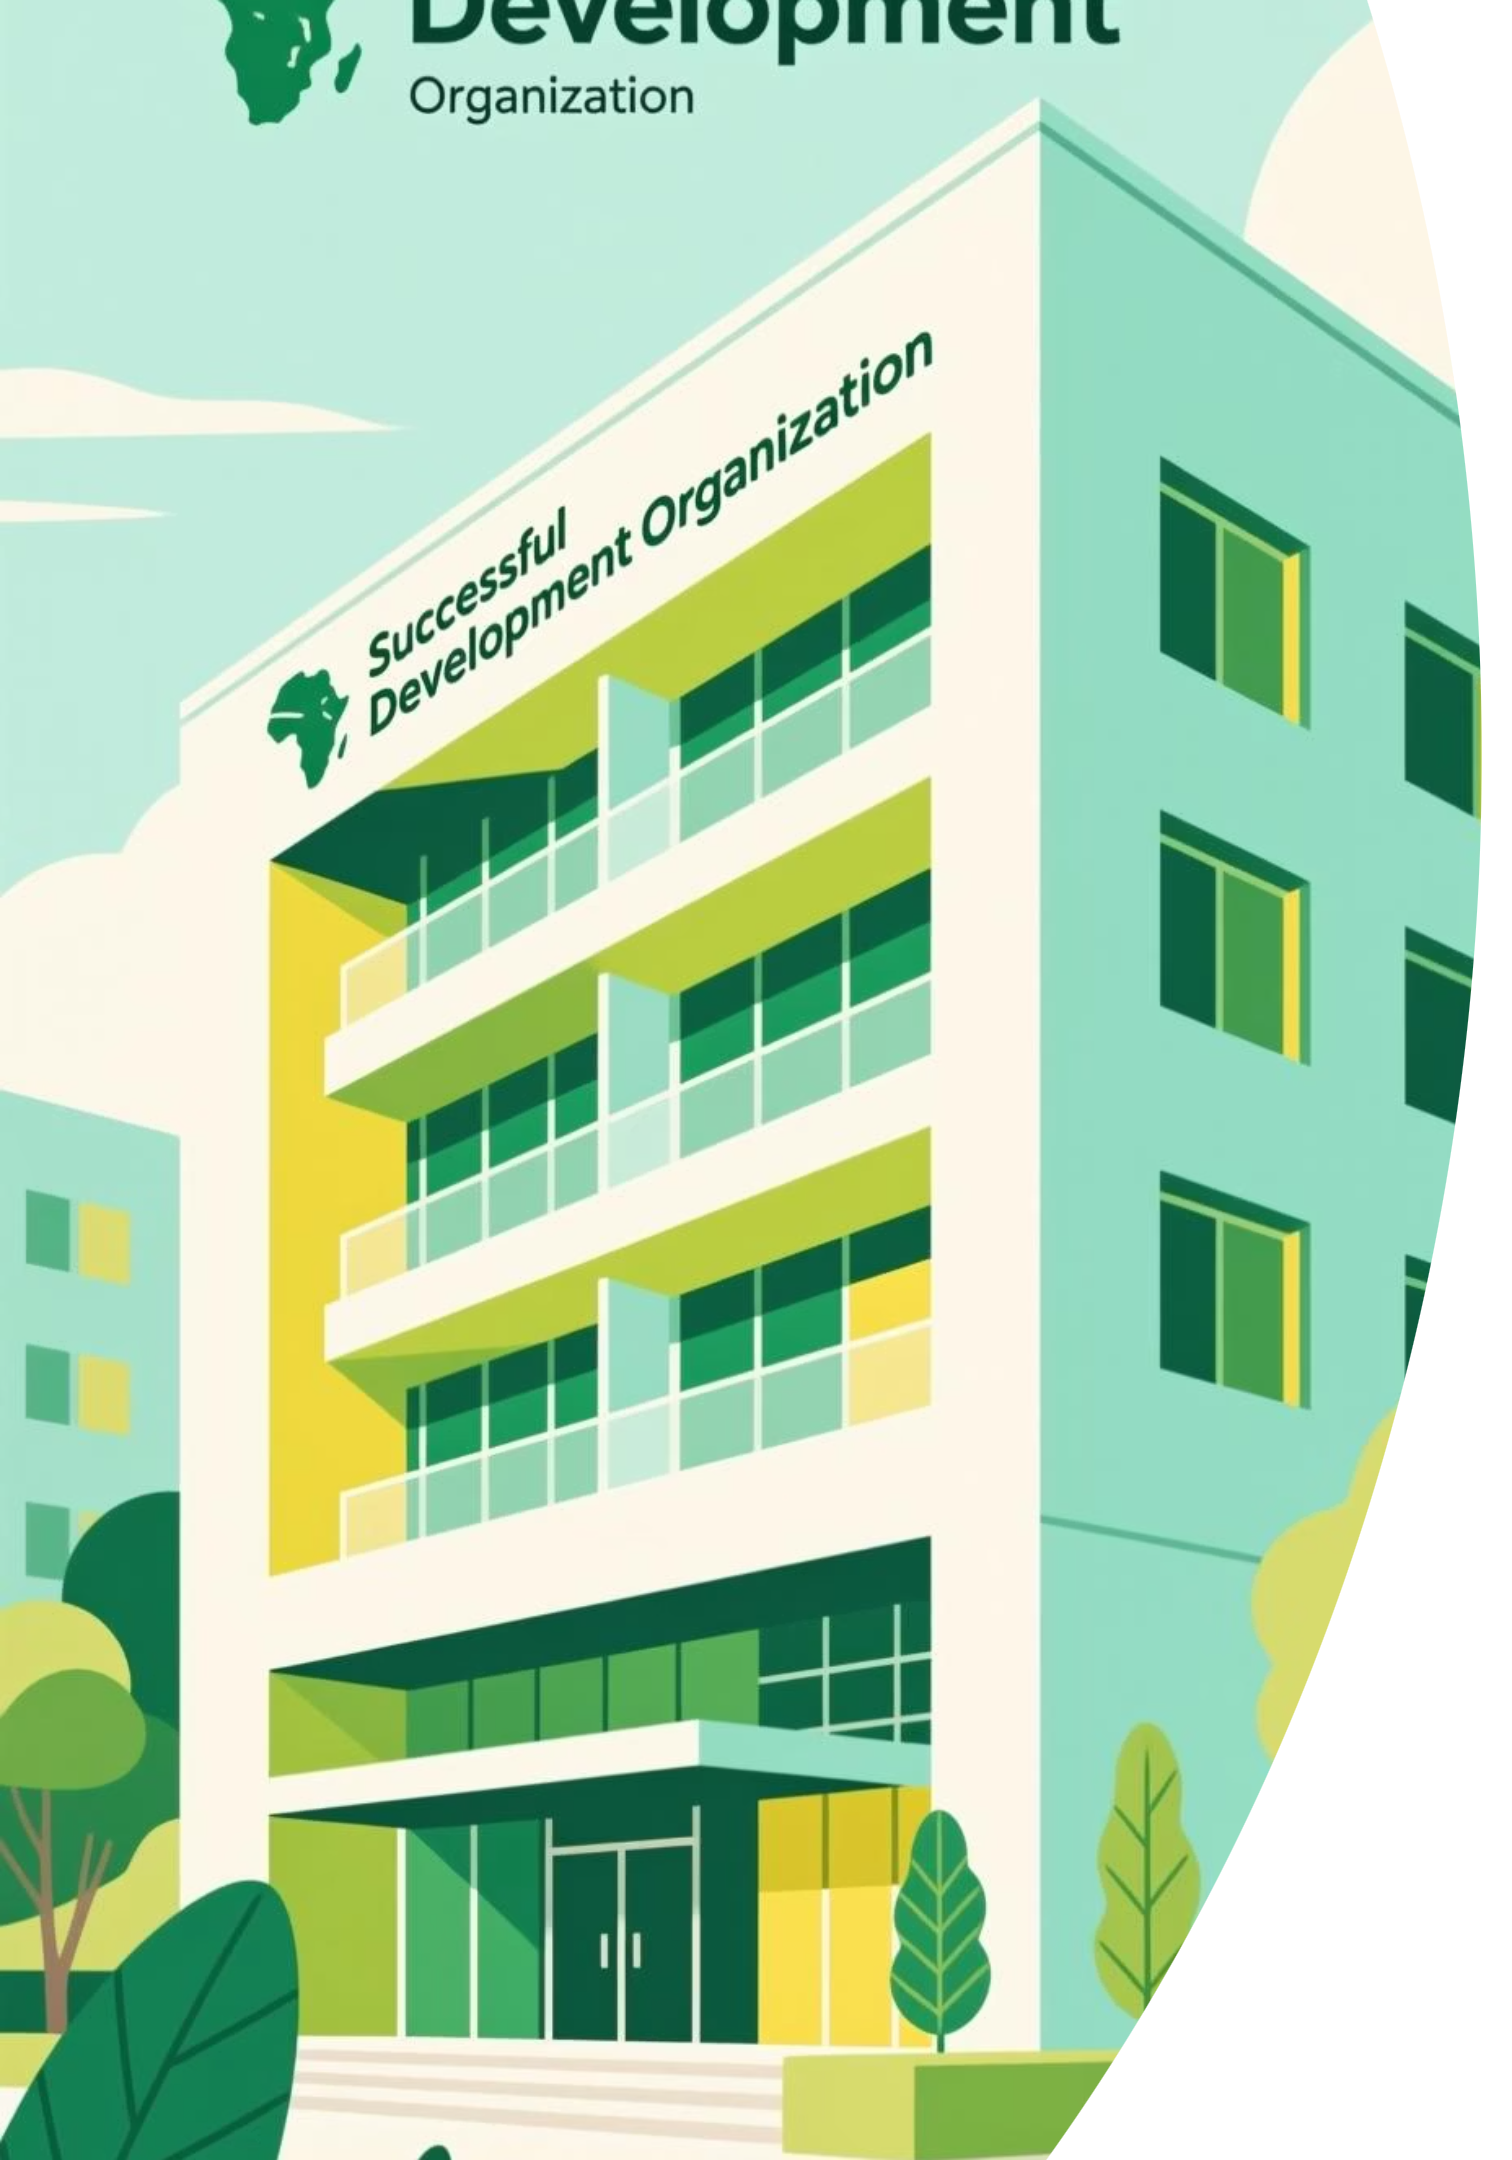 Development
Organization
Successful
Development Organization